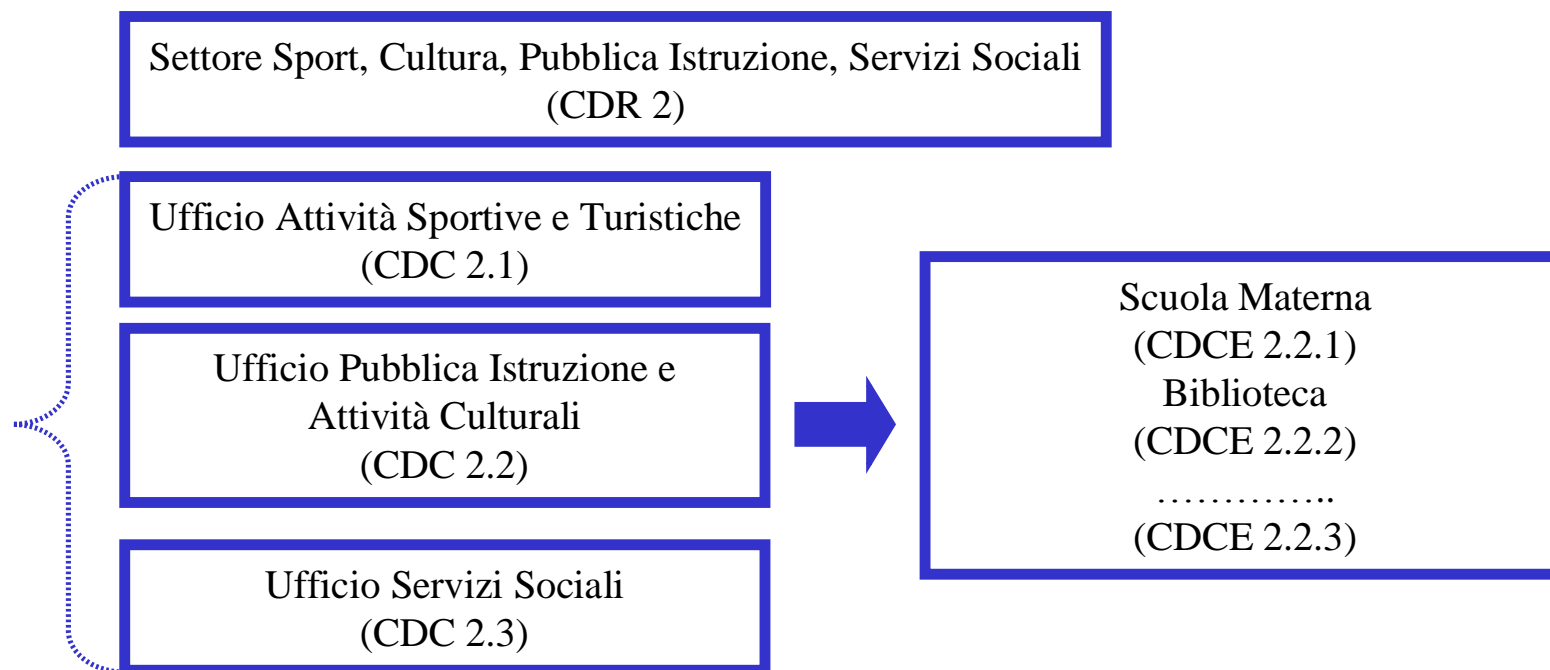 Settore Sport, Cultura, Pubblica Istruzione, Servizi Sociali
(CDR 2)
Ufficio Attività Sportive e Turistiche
(CDC 2.1)
Ufficio Pubblica Istruzione e
Attività Culturali
(CDC 2.2)
Ufficio Servizi Sociali
(CDC 2.3)
Scuola Materna
(CDCE 2.2.1)
Biblioteca
(CDCE 2.2.2)
…………..
(CDCE 2.2.3)